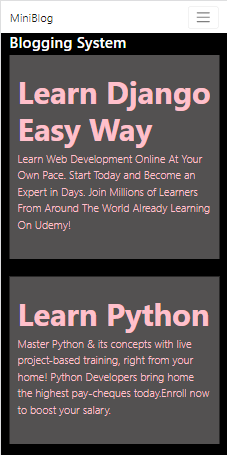 MiniBlog
Blogging System
Learn Django
Easy Way
Learn Web Development Online At Your
Own Pace. Start Today and Become an
Expert in Days. Join Millions of Learners
From Around The World Already Learning
On Udemy!
Learn Python
Master Python & its concepts with live
project-based training, right from your
home! Python Developers bring home
the highest pay-cheques today.Enroll now
to boost your salary.